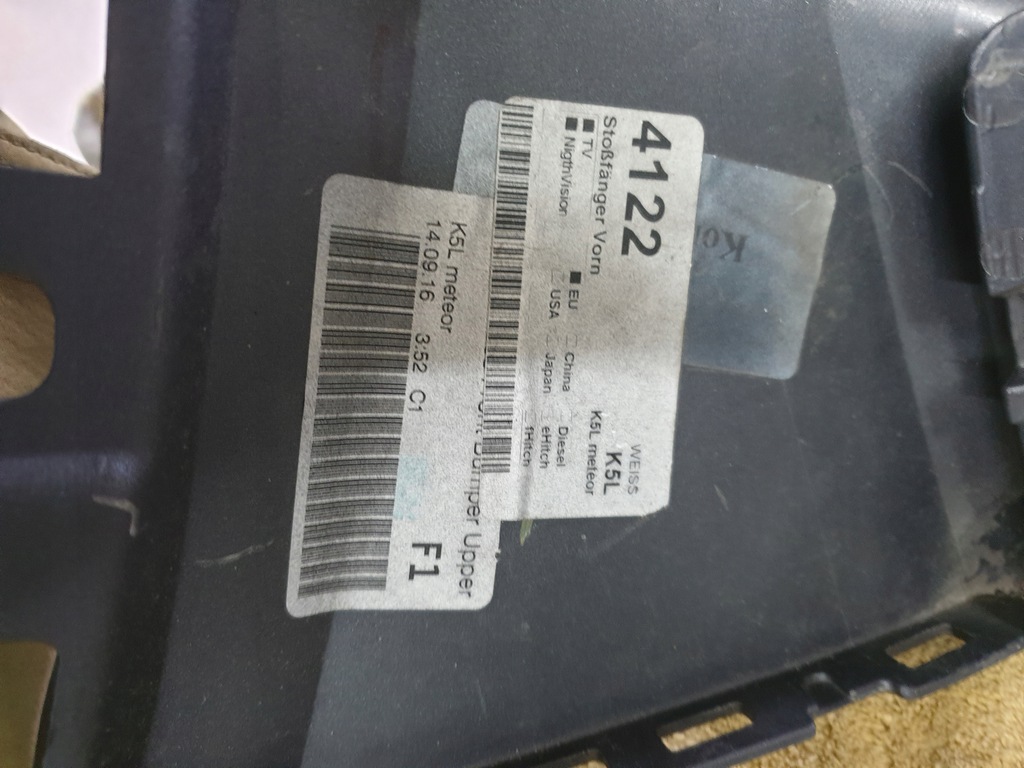 4122
Stoßfänger Vorn
TV
NigthVision
EU
USA
China
Japan
Diesel
eHitch
fHitch
WEISS
K5L
K5L meteor
Bumper Upper
K5L meteor
14.09.16 3:52 C1
F1